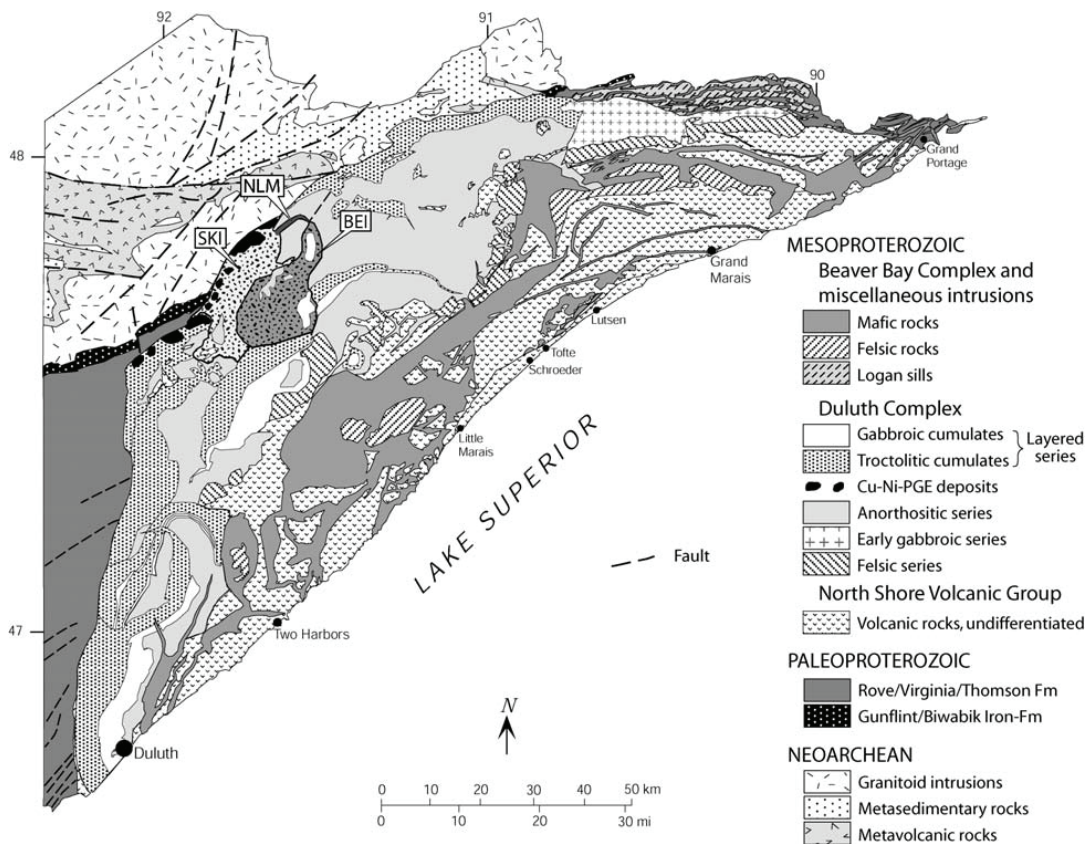 92
91
90
48
47
NLM
BEI
SKI
Grand
Portage
Grand
Marais
Lutsen
Tofte
Schroeder
Little
Marais
LAKE SUPERIOR
Two Harbors
Duluth
Fault
N
0 10 20 30 40 50 km
0 10 20 30 mi
MESOPROTEROZOIC
Beaver Bay Complex and
miscellaneous intrusions
Mafic rocks
Felsic rocks
Logan sills
Duluth Complex
Gabbroic cumulates
Troctolitic cumulates
Layered
series
Cu-Ni-PGE deposits
Anorthositic series
Early gabbroic series
Felsic series
North Shore Volcanic Group
Volcanic rocks, undifferentiated
PALEOPROTEROZOIC
Rove/Virginia/Thomson Fm
Gunflint/Biwabik Iron-Fm
NEOARCHEAN
Granitoid intrusions
Metasedimentary rocks
Metavolcanic rocks